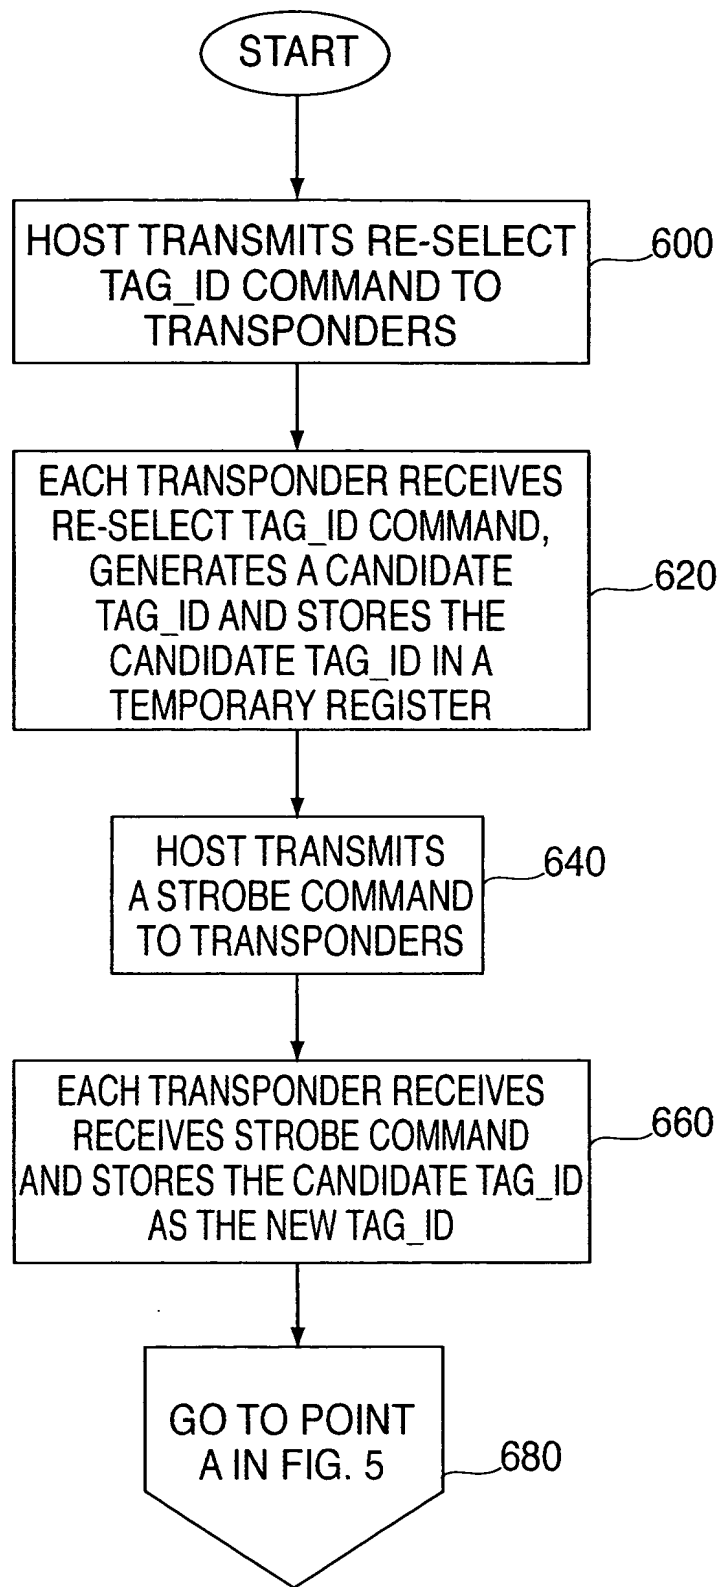 START
HOST TRANSMITS RE-SELECT
TAG_ID COMMAND TO
TRANSPONDERS
600
EACH TRANSPONDER RECEIVES
RE-SELECT TAG_ID COMMAND,
GENERATES A CANDIDATE
TAG_ID AND STORES THE
CANDIDATE TAG_ID IN A
TEMPORARY REGISTER
620
HOST TRANSMITS
A STROBE COMMAND
TO TRANSPONDERS
640
EACH TRANSPONDER RECEIVES
RECEIVES STROBE COMMAND
AND STORES THE CANDIDATE TAG_ID
AS THE NEW TAG_ID
660
GO TO POINT
A IN FIG. 5
680